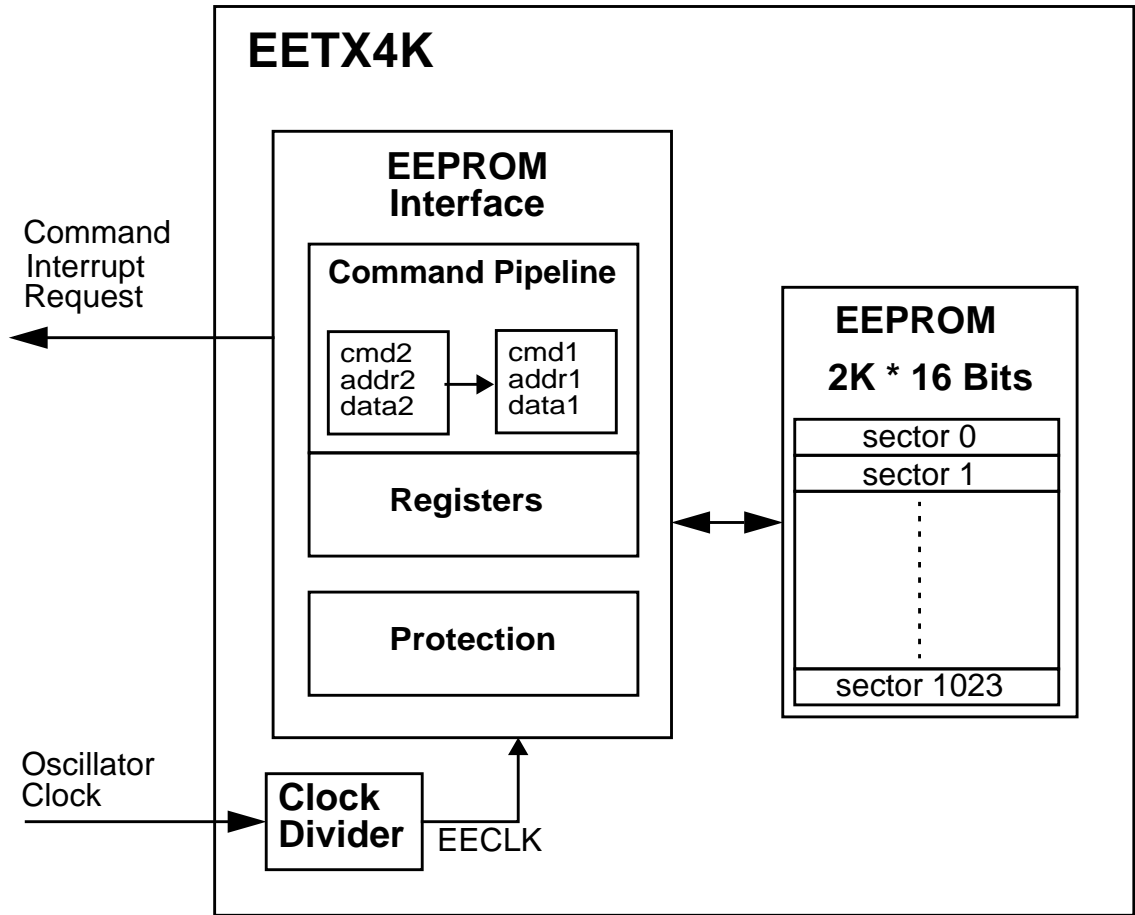 EETX4K
EEPROM
Interface
Command
Interrupt
Request
Command Pipeline
cmd2
addr2
data2
cmd1
addr1
data1
Registers
Protection
EEPROM
2K * 16 Bits
sector 0
sector 1
sector 1023
Oscillator
Clock
Clock
Divider
EECLK